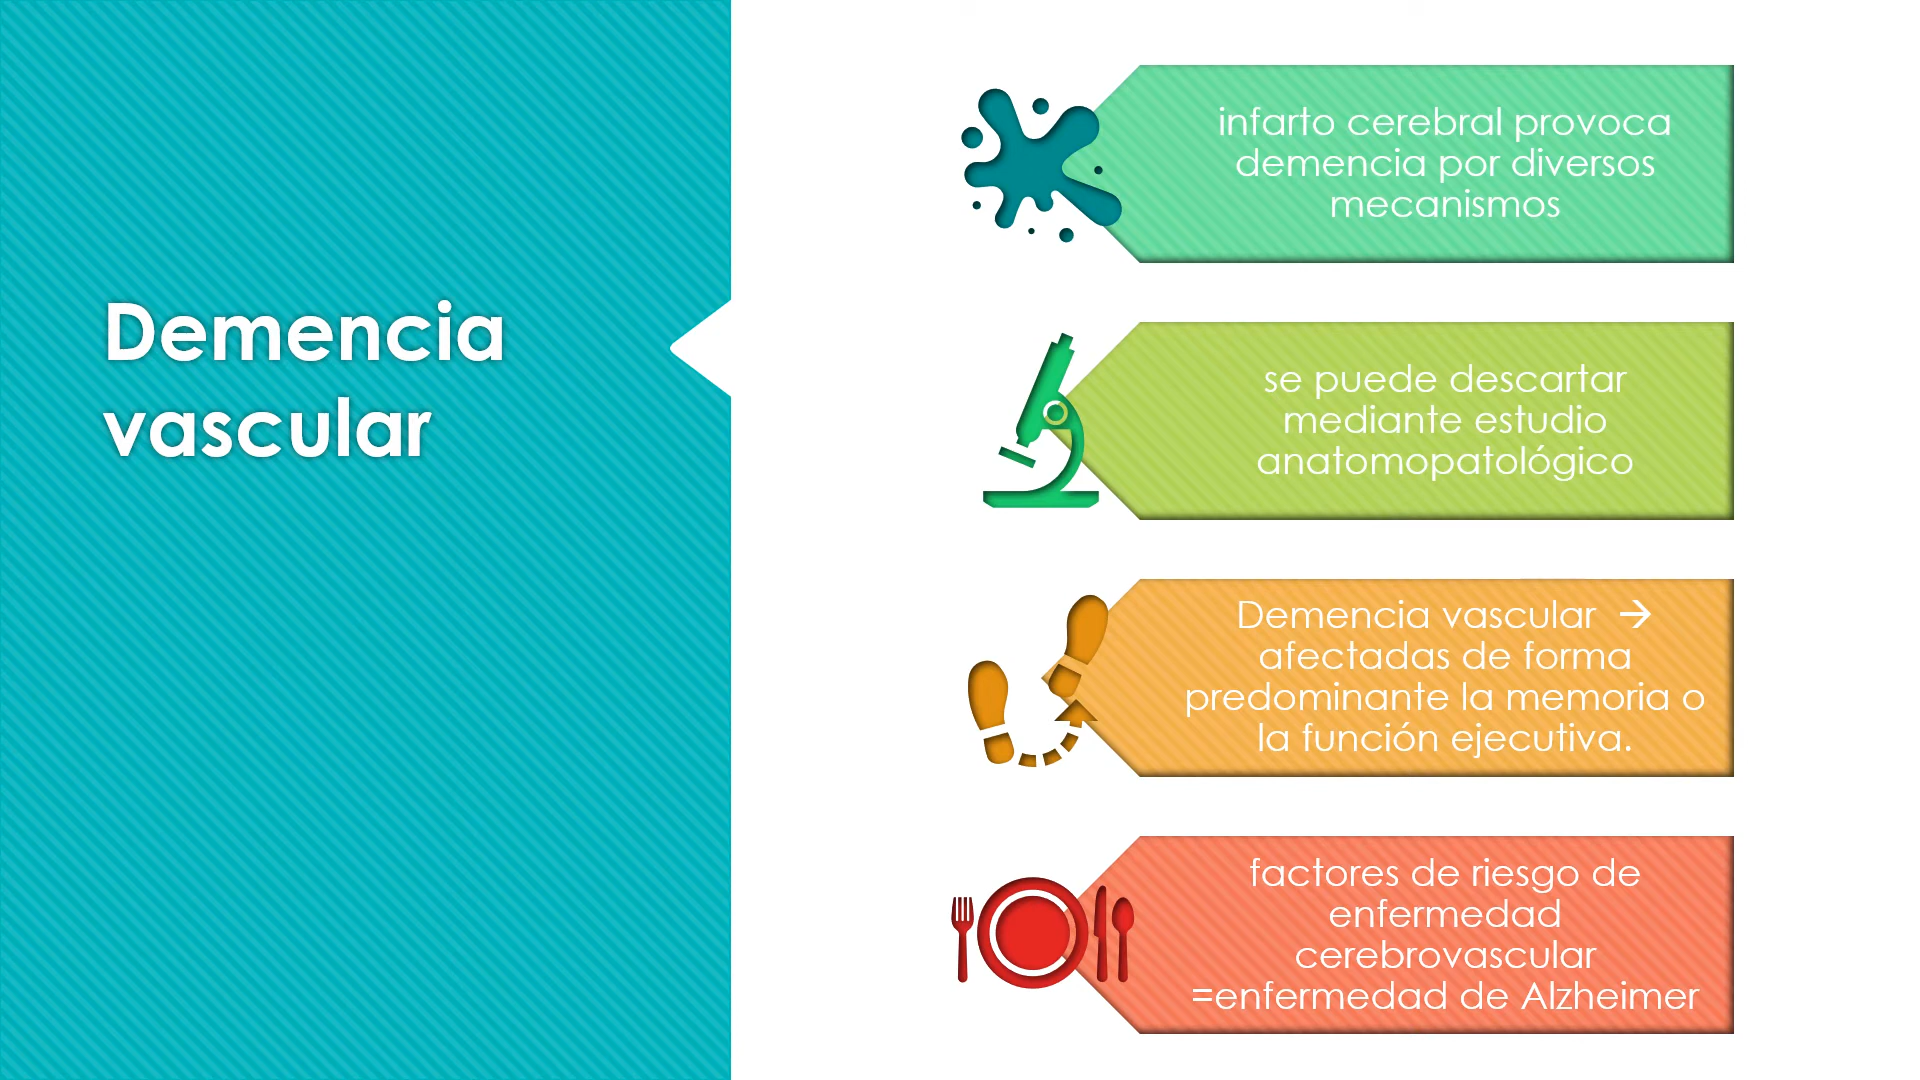 Demencia
vascular
infarto cerebral provoca
demencia por diversos
mecanismos
se puede descartar
mediante estudio
anatomopatológico
Demencia vascular →
afectadas de forma
predominante la memoria o
la función ejecutiva.
factores de riesgo de
enfermedad
cerebrovascular
=enfermedad de Alzheimer